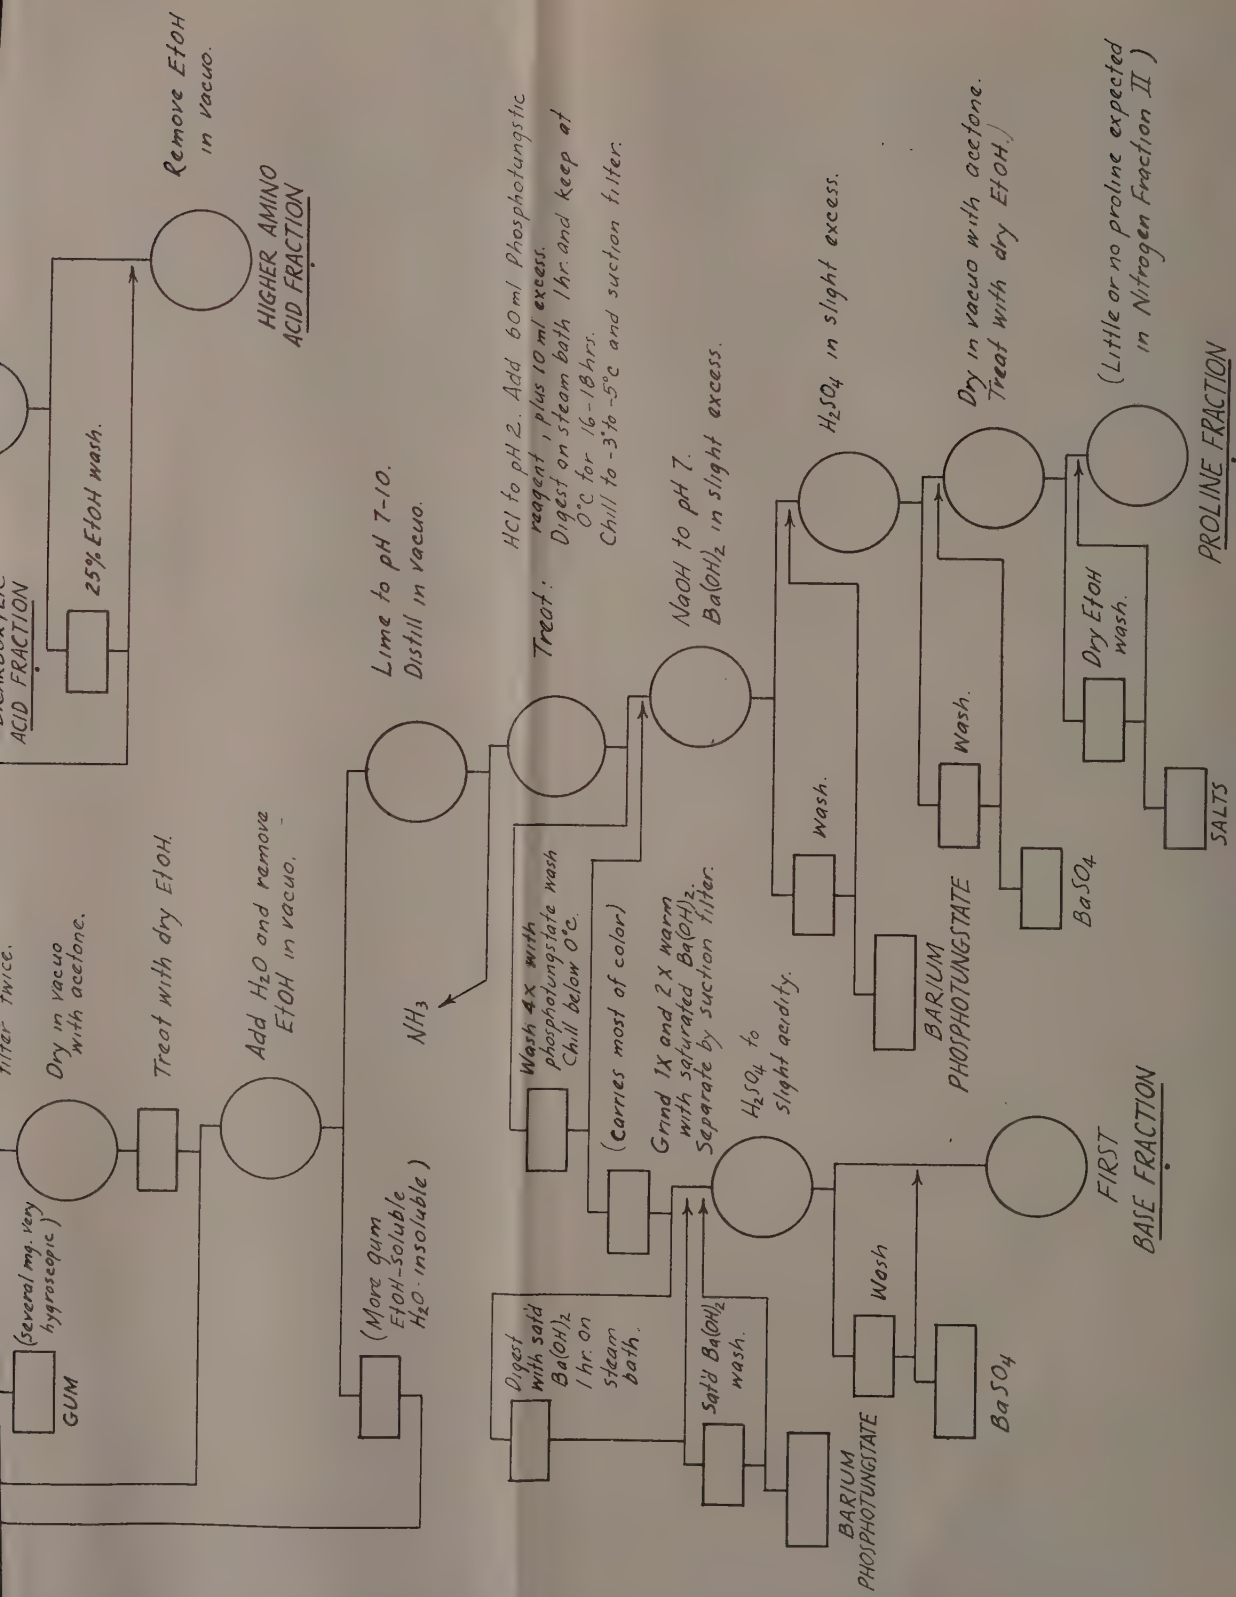 ACID FRACTION
25% EtOH wash.
Remove EtOH
in vacuo.
HIGHER AMINO
ACID FRACTION
filter twice.
Dry in vacuo
with acetone.
(several mg. very
hygroscopic)
GUM
Treat with dry EtOH.
Add H₂O and remove
EtOH in vacuo.
(More gum
EtOH-soluble
H₂O-insoluble)
Lime to pH 7-10.
Distill in vacuo.
NH₃
Treat:
HCl to pH 2. Add 60 ml Phosphotungstic
reagent, plus 10 ml excess.
Digest on steam bath 1 hr. and keep at
0°C for 16-18 hrs.
Chill to -3° to -5°C and suction filter.
Wash 4X with
phosphotungstate wash
Chill below 0°C.
(carries most of color)
Grind 1X and 2X warm
with saturated Ba(OH)₂.
Separate by suction filter.
Digest
with sat'd
Ba(OH)₂
1 hr. on
steam
bath.
Sat'd Ba(OH)₂
wash.
BARIUM
PHOSPHOTUNGSTATE
H₂SO₄ to
slight acidity.
Wash
BaSO₄
FIRST
BASE FRACTION
NaOH to pH 7.
Ba(OH)₂ in slight excess.
Wash.
BARIUM
PHOSPHOTUNGSTATE
H₂SO₄ in slight excess.
Wash.
BaSO₄
Dry in vacuo with acetone.
Treat with dry EtOH.
Dry EtOH
wash.
SALTS
(Little or no proline expected
in Nitrogen Fraction II)
PROLINE FRACTION